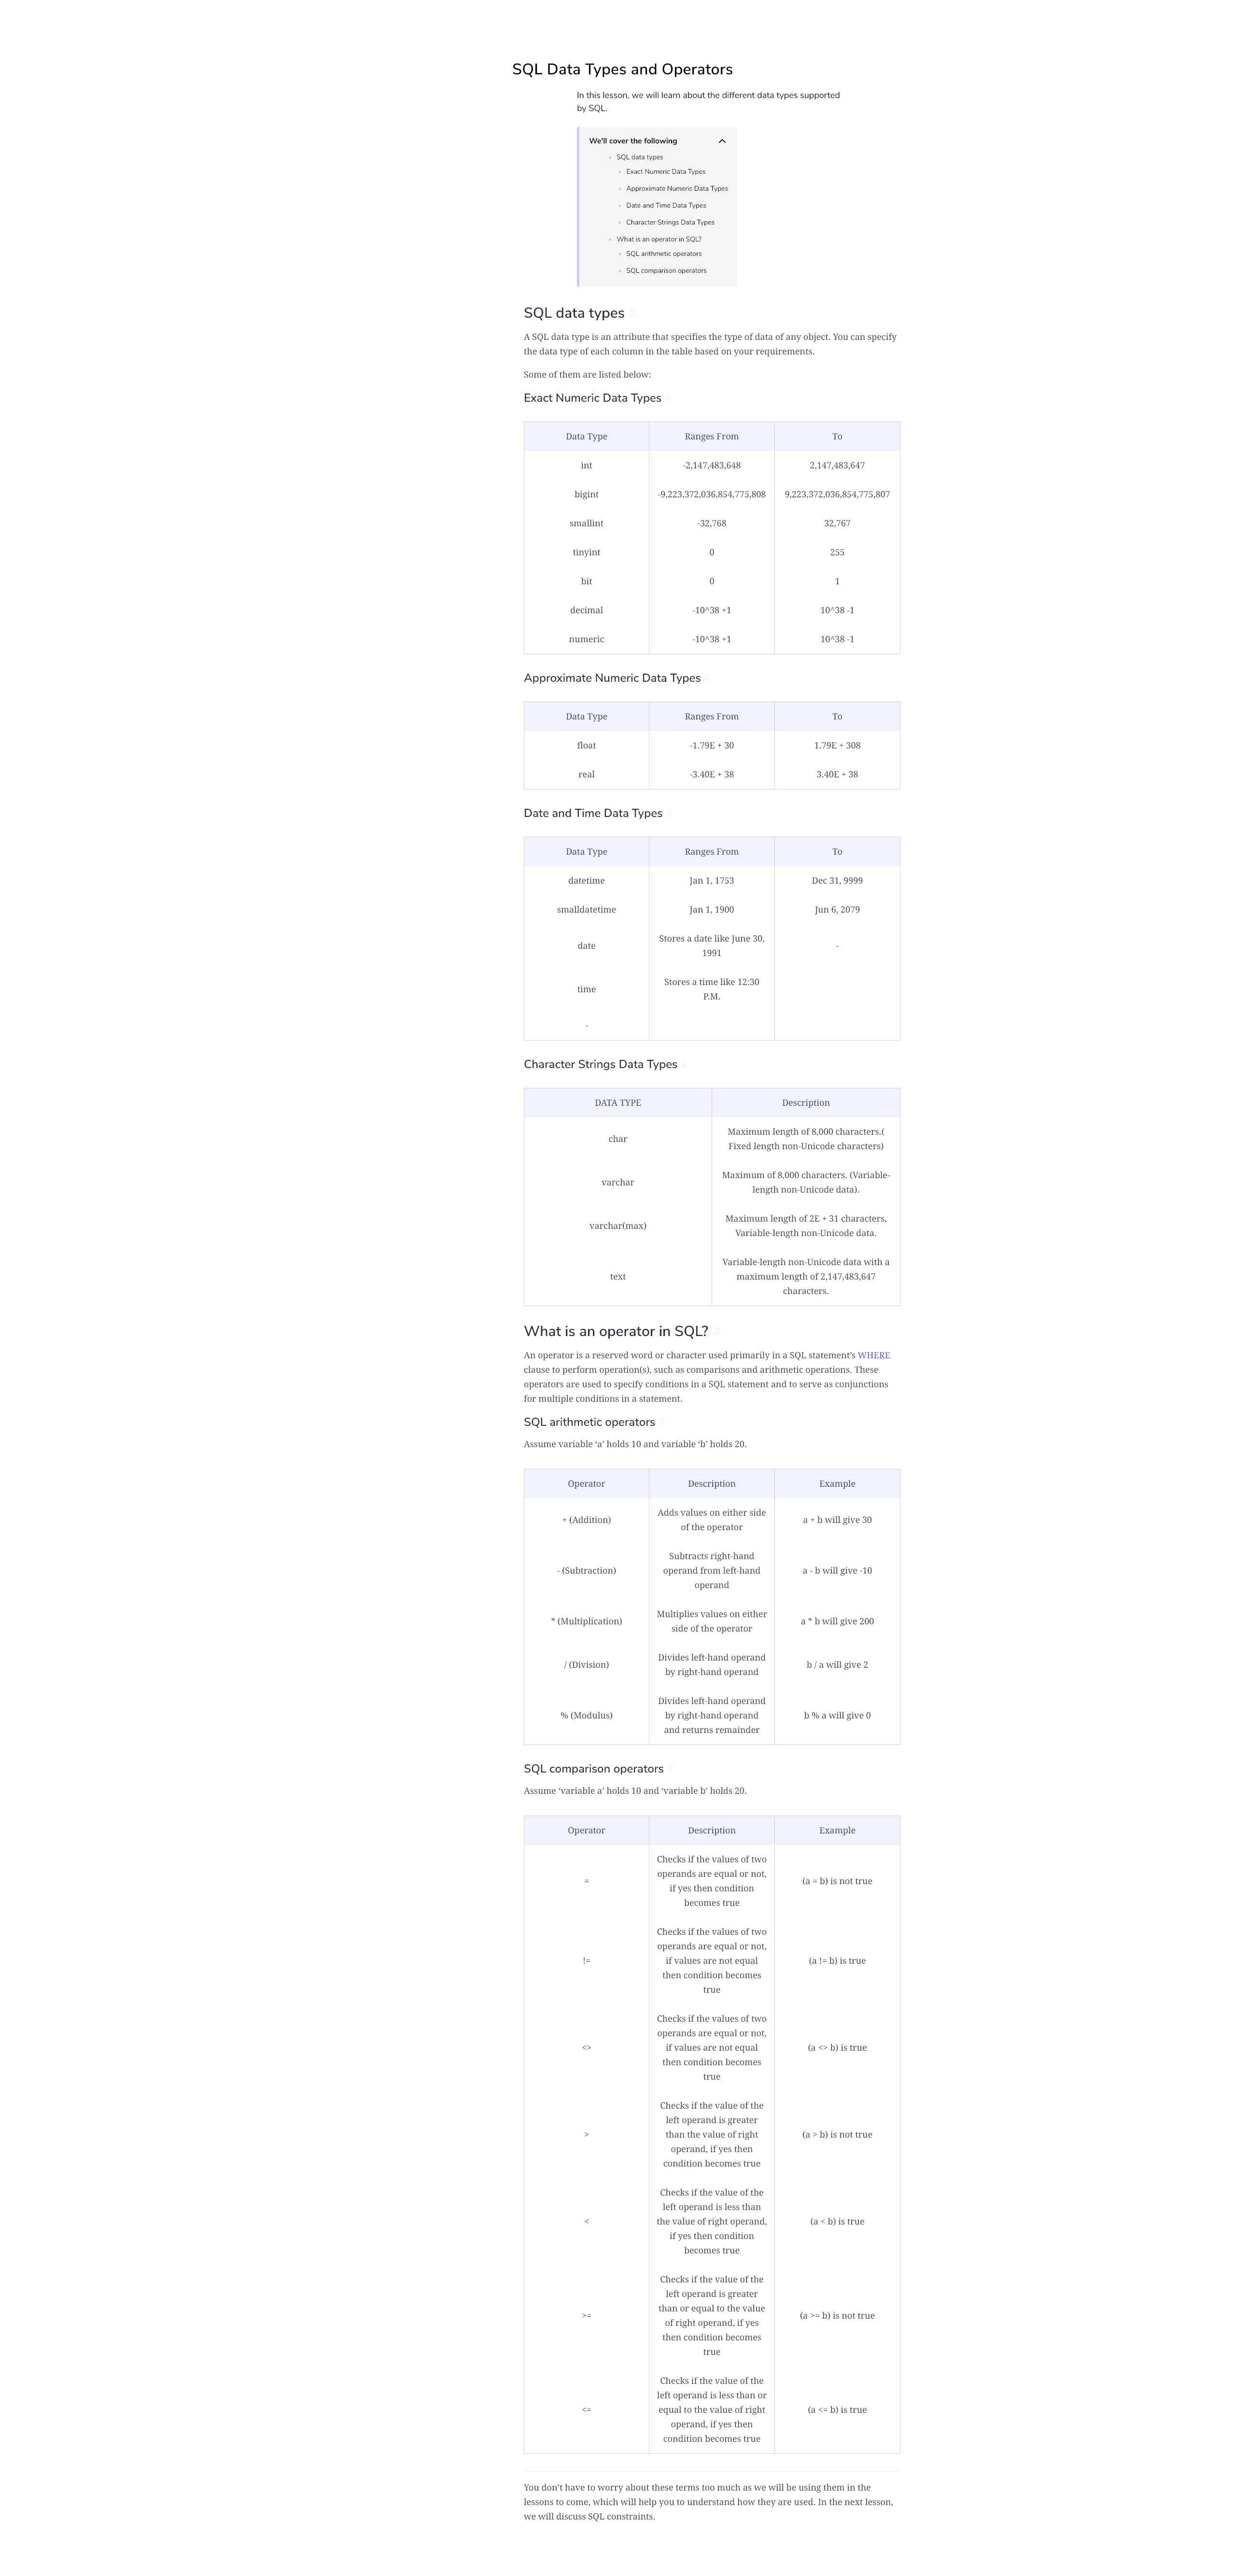 SQL Data Types and Operators
In this lesson, we will learn about the different data types supported
by SQL.
We'll cover the following
SQL data types
Exact Numeric Data Types
Approximate Numeric Data Types
Date and Time Data Types
Character Strings Data Types
What is an operator in SQL?
SQL arithmetic operators
SQL comparison operators
SQL data types #
A SQL data type is an attribute that specifies the type of data of any object. You can specify
the data type of each column in the table based on your requirements.
Some of them are listed below:
Exact Numeric Data Types #
Data Type Ranges From To
int -2,147,483,648 2,147,483,647
bigint -9,223,372,036,854,775,808 9,223,372,036,854,775,807
smallint -32,768 32,767
tinyint 0 255
bit 0 1
decimal -10^38 +1 10^38 -1
numeric -10^38 +1 10^38 -1
Approximate Numeric Data Types #
Data Type Ranges From To
float -1.79E + 30 1.79E + 308
real -3.40E + 38 3.40E + 38
Date and Time Data Types #
Data Type Ranges From To
datetime Jan 1, 1753 Dec 31, 9999
smalldatetime Jan 1, 1900 Jun 6, 2079
date Stores a date like June 30,
1991 -
time Stores a time like 12:30
P.M.
-
Character Strings Data Types #
DATA TYPE Description
char Maximum length of 8,000 characters.(
Fixed length non-Unicode characters)
varchar Maximum of 8,000 characters. (Variable-
length non-Unicode data).
varchar(max) Maximum length of 2E + 31 characters,
Variable-length non-Unicode data.
text Variable-length non-Unicode data with a
maximum length of 2,147,483,647
characters.
What is an operator in SQL? #
An operator is a reserved word or character used primarily in a SQL statement’s WHERE
clause to perform operation(s), such as comparisons and arithmetic operations. These
operators are used to specify conditions in a SQL statement and to serve as conjunctions
for multiple conditions in a statement.
SQL arithmetic operators #
Assume variable ‘a’ holds 10 and variable ‘b’ holds 20.
Operator Description Example
+ (Addition) Adds values on either side
of the operator a + b will give 30
- (Subtraction) Subtracts right-hand
operand from left-hand
operand a - b will give -10
* (Multiplication) Multiplies values on either
side of the operator a * b will give 200
/ (Division) Divides left-hand operand
by right-hand operand b / a will give 2
% (Modulus) Divides left-hand operand
by right-hand operand
and returns remainder b % a will give 0
SQL comparison operators #
Assume ‘variable a’ holds 10 and ‘variable b’ holds 20.
Operator Description Example
= Checks if the values of two
operands are equal or not,
if yes then condition
becomes true (a = b) is not true
!= Checks if the values of two
operands are equal or not,
if values are not equal
then condition becomes
true (a != b) is true
<> Checks if the values of two
operands are equal or not,
if values are not equal
then condition becomes
true (a <> b) is true
> Checks if the value of the
left operand is greater
than the value of right
operand, if yes then
condition becomes true (a > b) is not true
< Checks if the value of the
left operand is less than
the value of right operand,
if yes then condition
becomes true (a < b) is true
>= Checks if the value of the
left operand is greater
than or equal to the value
of right operand, if yes
then condition becomes
true (a >= b) is not true
<= Checks if the value of the
left operand is less than or
equal to the value of right
operand, if yes then
condition becomes true (a <= b) is true
You don’t have to worry about these terms too much as we will be using them in the
lessons to come, which will help you to understand how they are used. In the next lesson,
we will discuss SQL constraints.